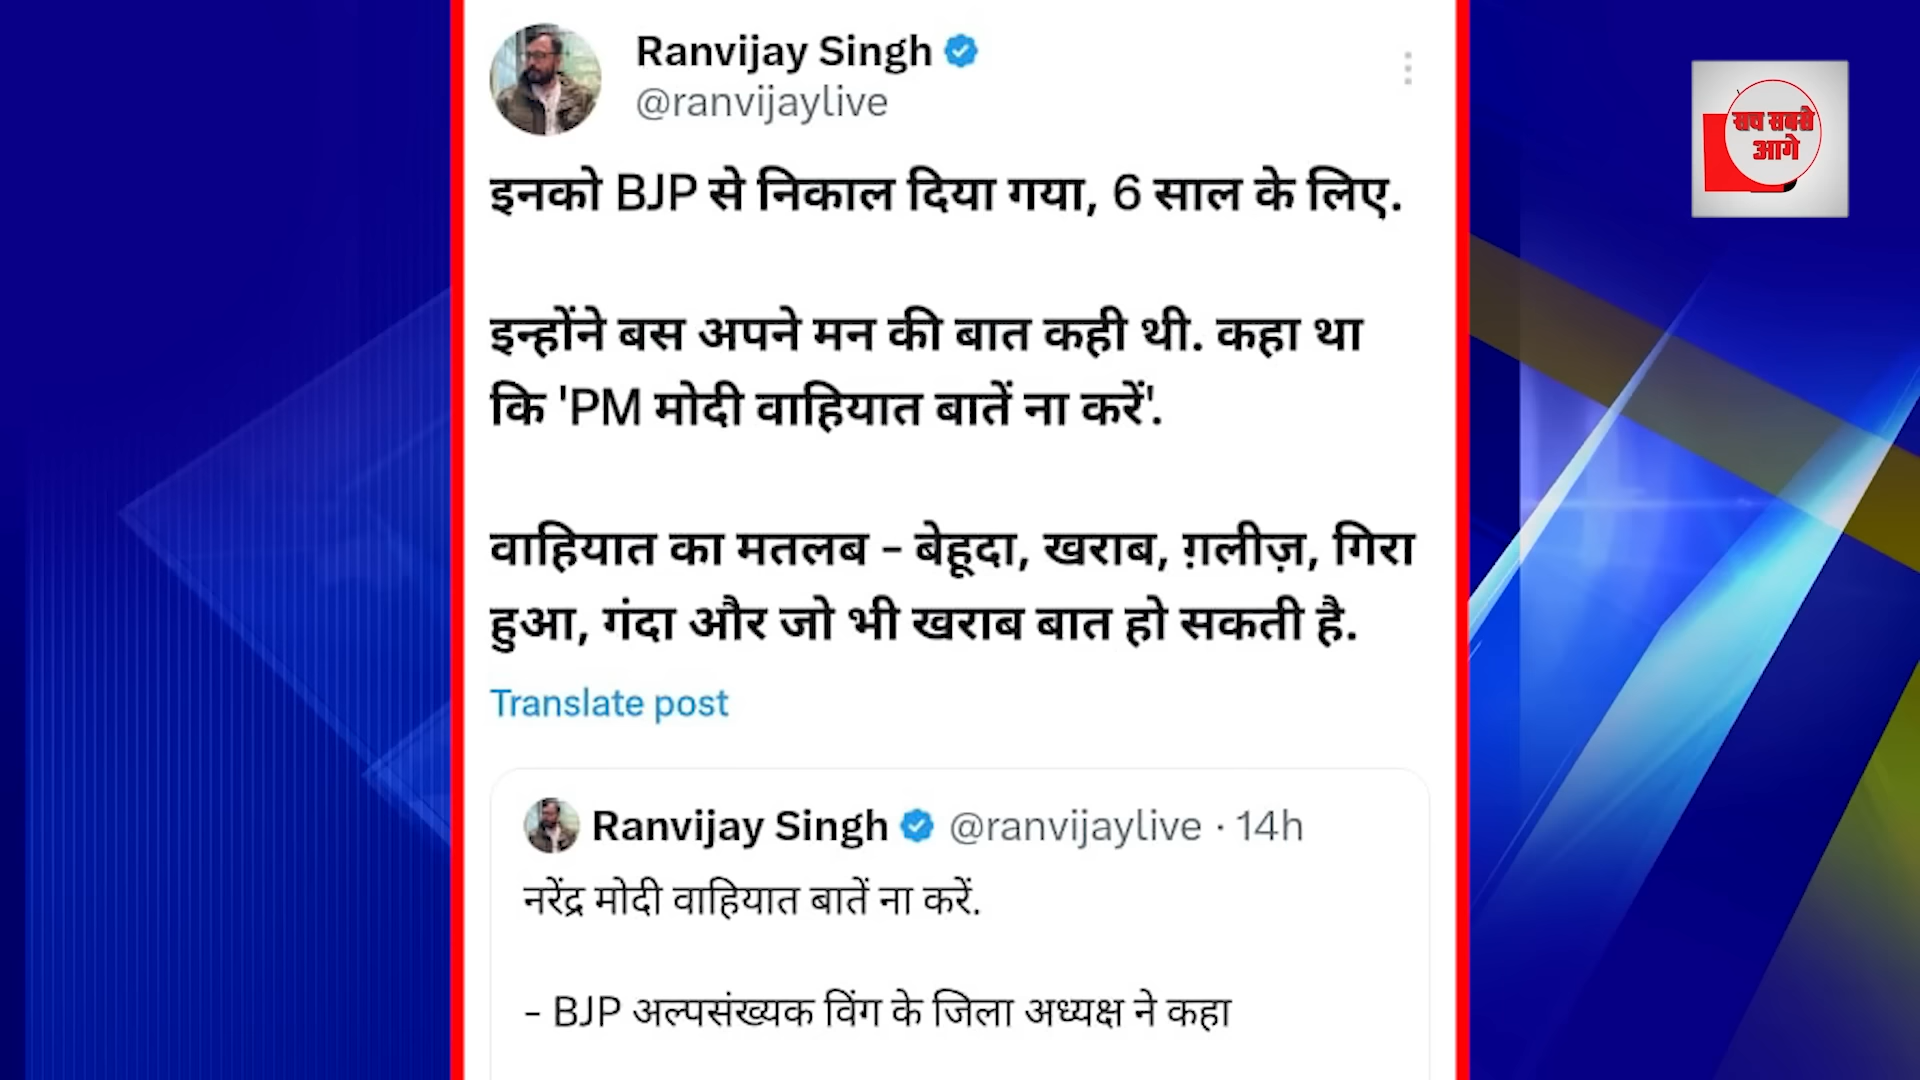 Ranvijay Singh
@ranvijaylive
इनको BJP से निकाल दिया गया, 6 साल के लिए.
इन्होंने बस अपने मन की बात कही थी. कहा था
कि 'PM मोदी वाहियात बातें ना करें'.
वाहियात का मतलब - बेहूदा, खराब, ग़लीज़, गिरा
हुआ, गंदा और जो भी खराब बात हो सकती है.
Translate post
Ranvijay Singh @ranvijaylive · 14h
नरेंद्र मोदी वाहियात बातें ना करें.
- BJP अल्पसंख्यक विंग के जिला अध्यक्ष ने कहा
सच सबसे
आगे